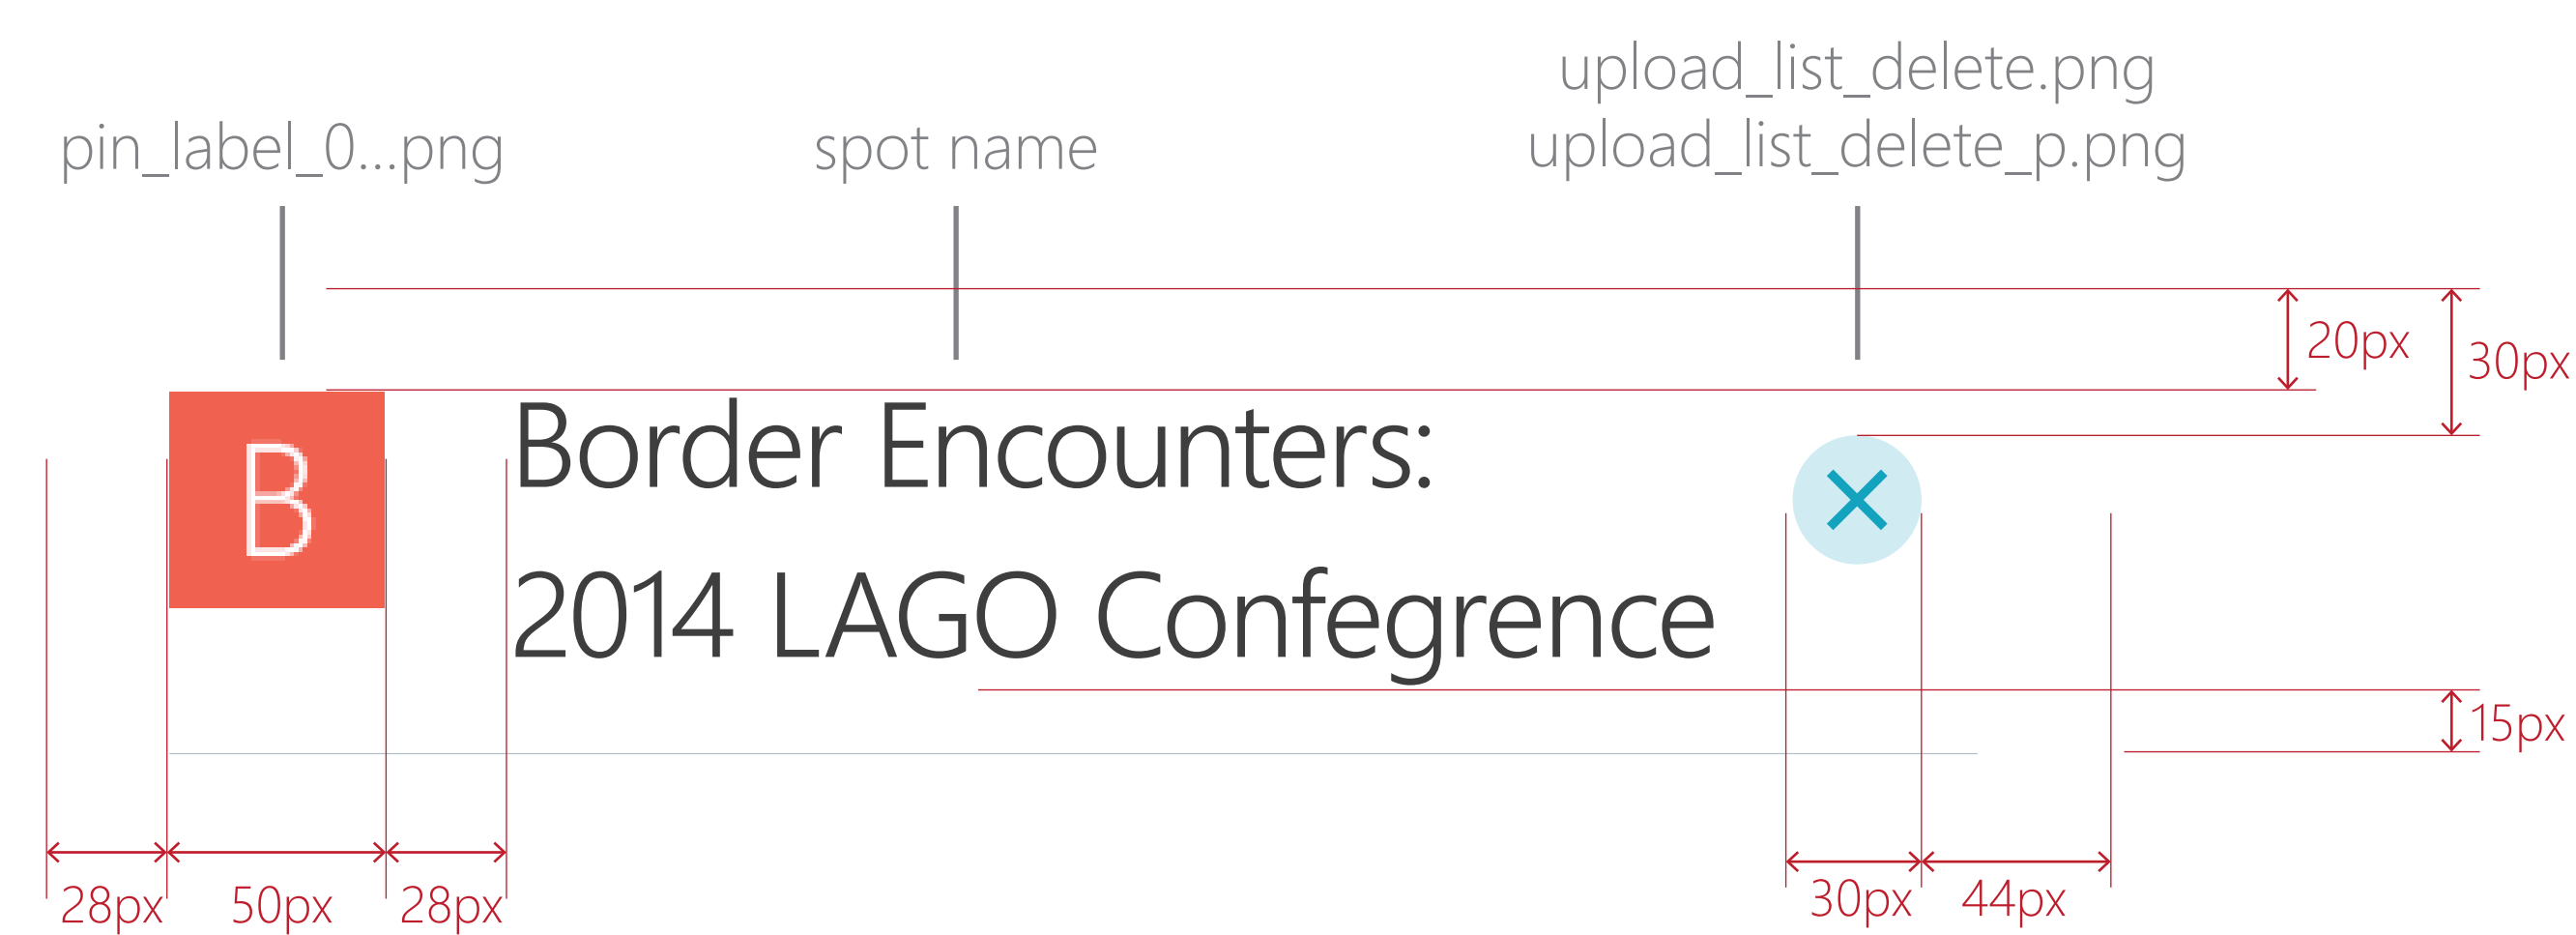 upload_list_delete.png
pin_label_0...png spot name upload_list_delete_p.png
20px
30px
B
Border Encounters:
2014 LAGO Confegrence
15px
28px 50px 28px 30px 44px